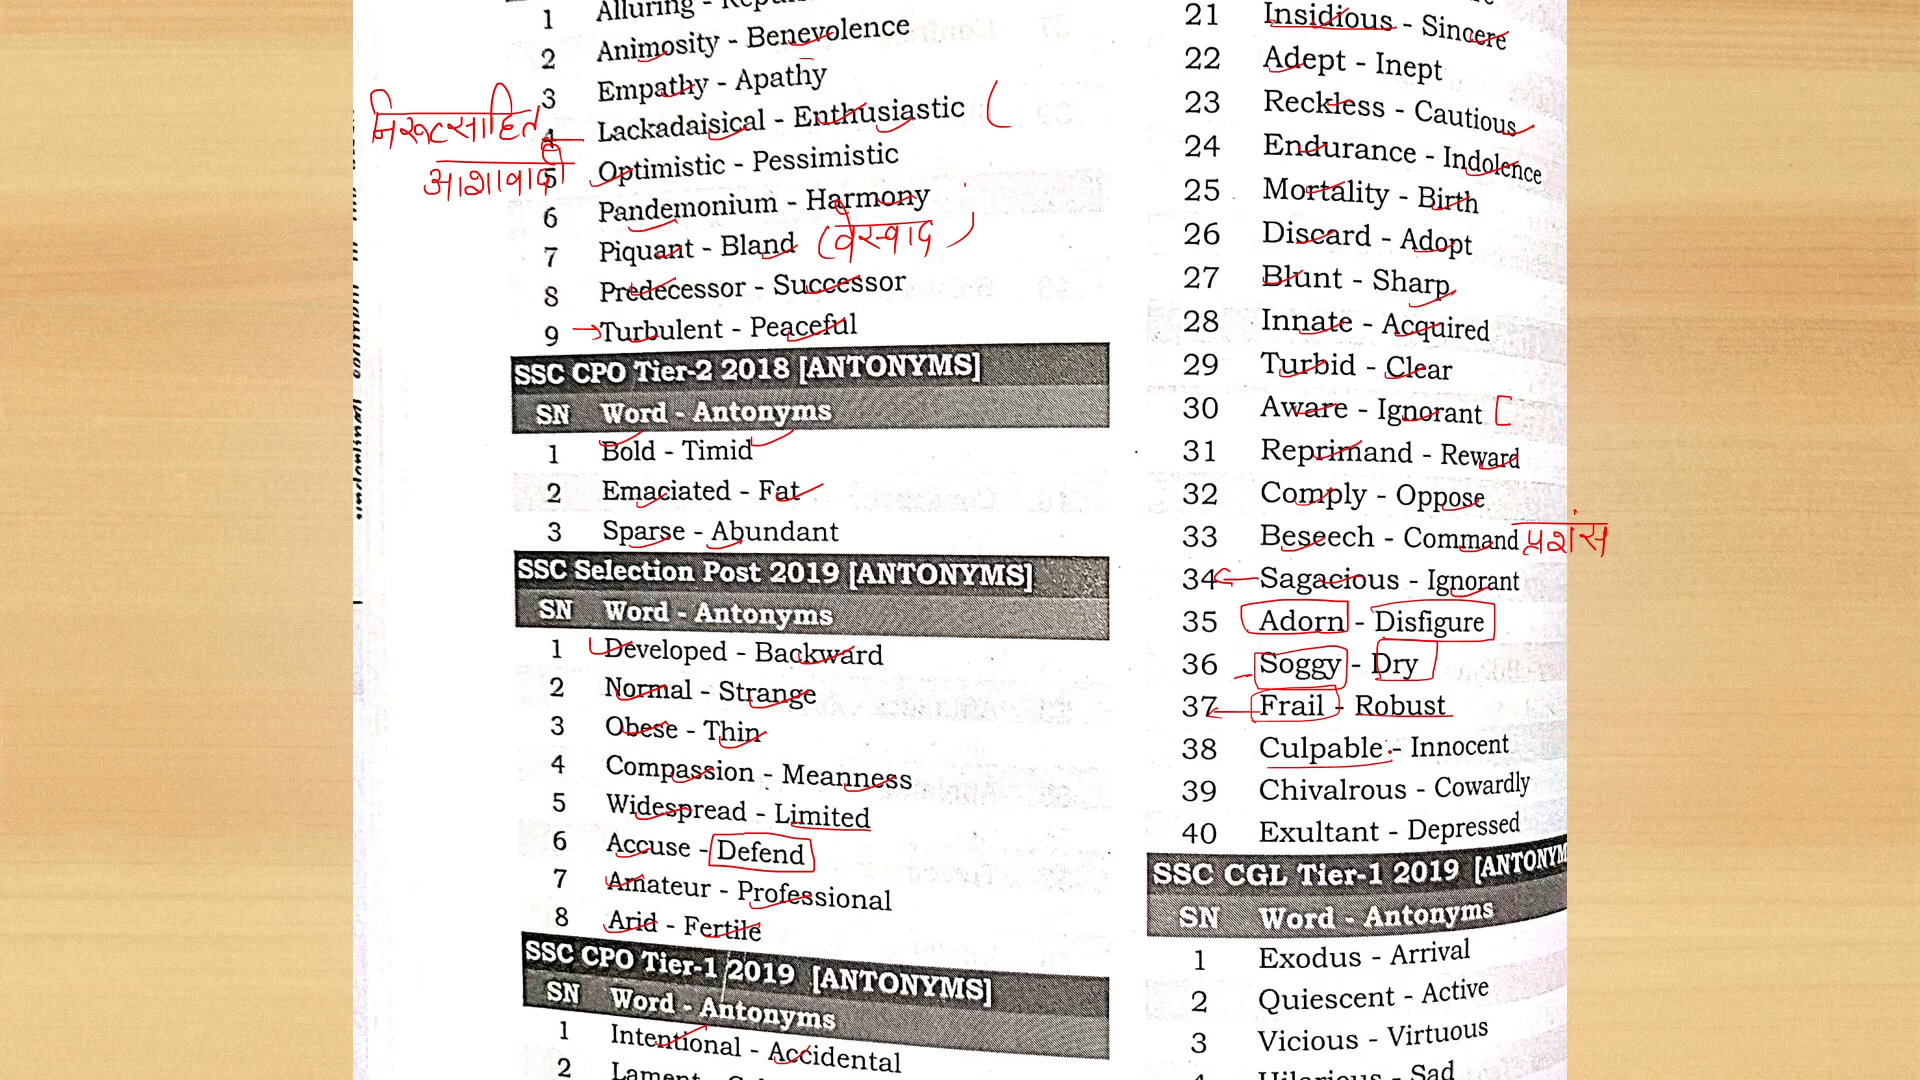 1 Alluring -
2 Animosity - Benevolence
3 Empathy - Apathy
निरूत्साहित
4 Lackadaisical - Enthusiastic (
आशावादी
5 Optimistic - Pessimistic
6 Pandemonium - Harmony
7 Piquant - Bland (बेस्वाद )
8 Predecessor - Successor
9 Turbulent - Peaceful
SSC CPO Tier-2 2018 [ANTONYMS]
SN Word - Antonyms
1 Bold - Timid
2 Emaciated - Fat
3 Sparse - Abundant
SSC Selection Post 2019 [ANTONYMS]
SN Word - Antonyms
1 Developed - Backward
2 Normal - Strange
3 Obese - Thin
4 Compassion - Meanness
5 Widespread - Limited
6 Accuse - Defend
7 Amateur - Professional
8 Arid - Fertile
SSC CPO Tier-1 2019 [ANTONYMS]
SN Word - Antonyms
1 Intentional - Accidental
2 Lament -
21 Insidious - Sincere
22 Adept - Inept
23 Reckless - Cautious
24 Endurance - Indolence
25 Mortality - Birth
26 Discard - Adopt
27 Blunt - Sharp
28 Innate - Acquired
29 Turbid - Clear
30 Aware - Ignorant [
31 Reprimand - Reward
32 Comply - Oppose
33 Beseech - Command प्रशंस
34 Sagacious - Ignorant
35 Adorn - Disfigure
36 Soggy - Dry
37 Frail - Robust
38 Culpable - Innocent
39 Chivalrous - Cowardly
40 Exultant - Depressed
SSC CGL Tier-1 2019 [ANTONYM
SN Word - Antonyms
1 Exodus - Arrival
2 Quiescent - Active
3 Vicious - Virtuous
4 Hilarious - Sad